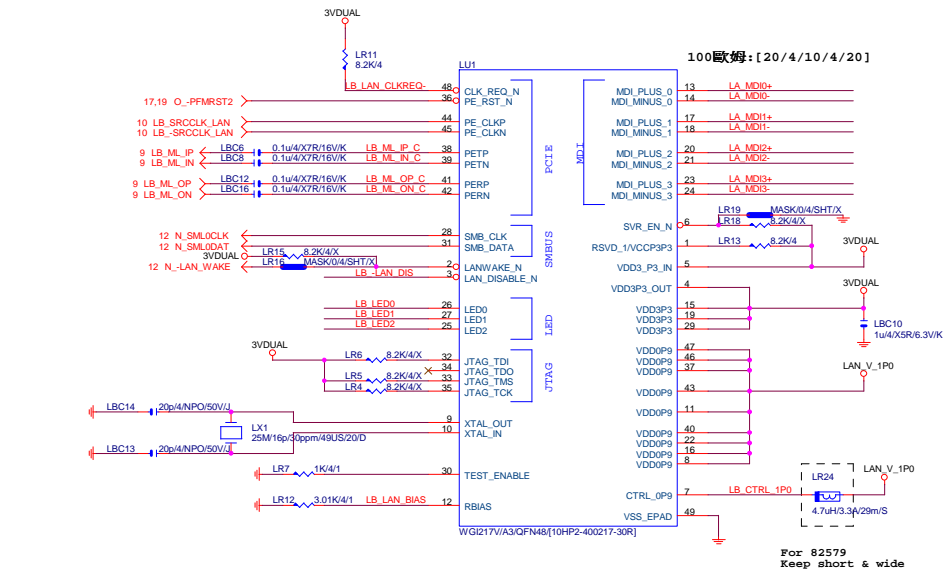 3VDUAL
LR11
8.2K/4
LU1
100歐姆:[20/4/10/4/20]
LB_LAN_CLKREQ- 48 CLK_REQ_N
17,19 O_-PFMRST2 36 PE_RST_N
10 LB_SRCCLK_LAN 44 PE_CLKP
10 LB_-SRCCLK_LAN 45 PE_CLKN
9 LB_ML_IP LBC6 0.1u/4/X7R/16V/K LB_ML_IP_C 38 PETP
9 LB_ML_IN LBC8 0.1u/4/X7R/16V/K LB_ML_IN_C 39 PETN
9 LB_ML_OP LBC12 0.1u/4/X7R/16V/K LB_ML_OP_C 41 PERP
9 LB_ML_ON LBC16 0.1u/4/X7R/16V/K LB_ML_ON_C 42 PERN
PCIE
12 N_SML0CLK 28 SMB_CLK
12 N_SML0DAT 31 SMB_DATA
3VDUAL LR15 8.2K/4/X
12 N_-LAN_WAKE LR16 MASK/0/4/SHT/X 2 LANWAKE_N
LB_-LAN_DIS 3 LAN_DISABLE_N
SMBUS
LB_LED0 26 LED0
LB_LED1 27 LED1
LB_LED2 25 LED2
LED
3VDUAL
LR6 8.2K/4/X 32 JTAG_TDI
34 JTAG_TDO
LR5 8.2K/4/X 33 JTAG_TMS
LR4 8.2K/4/X 35 JTAG_TCK
JTAG
LBC14 20p/4/NPO/50V/J 9 XTAL_OUT
LX1 10 XTAL_IN
25M/16p/30ppm/49US/20/D
LBC13 20p/4/NPO/50V/J
LR7 1K/4/1 30 TEST_ENABLE
LR12 3.01K/4/1 LB_LAN_BIAS 12 RBIAS
WGI217V/A3/QFN48/[10HP2-400217-30R]
MDI
MDI_PLUS_0 13 LA_MDI0+
MDI_MINUS_0 14 LA_MDI0-
MDI_PLUS_1 17 LA_MDI1+
MDI_MINUS_1 18 LA_MDI1-
MDI_PLUS_2 20 LA_MDI2+
MDI_MINUS_2 21 LA_MDI2-
MDI_PLUS_3 23 LA_MDI3+
MDI_MINUS_3 24 LA_MDI3-
LR19 MASK/0/4/SHT/X
SVR_EN_N 6 LR18 8.2K/4/X
RSVD_1/VCCP3P3 1 LR13 8.2K/4
3VDUAL
VDD3_P3_IN 5
VDD3P3_OUT 4
3VDUAL
VDD3P3 15
VDD3P3 19
VDD3P3 29
LBC10
1u/4/X5R/6.3V/K
VDD0P9 47
VDD0P9 46
VDD0P9 37
LAN_V_1P0
VDD0P9 43
VDD0P9 11
VDD0P9 40
VDD0P9 22
VDD0P9 16
VDD0P9 8
LAN_V_1P0
LR24
CTRL_0P9 7 LB_CTRL_1P0
4.7uH/3.3A/29m/S
VSS_EPAD 49
For 82579
Keep short & wide